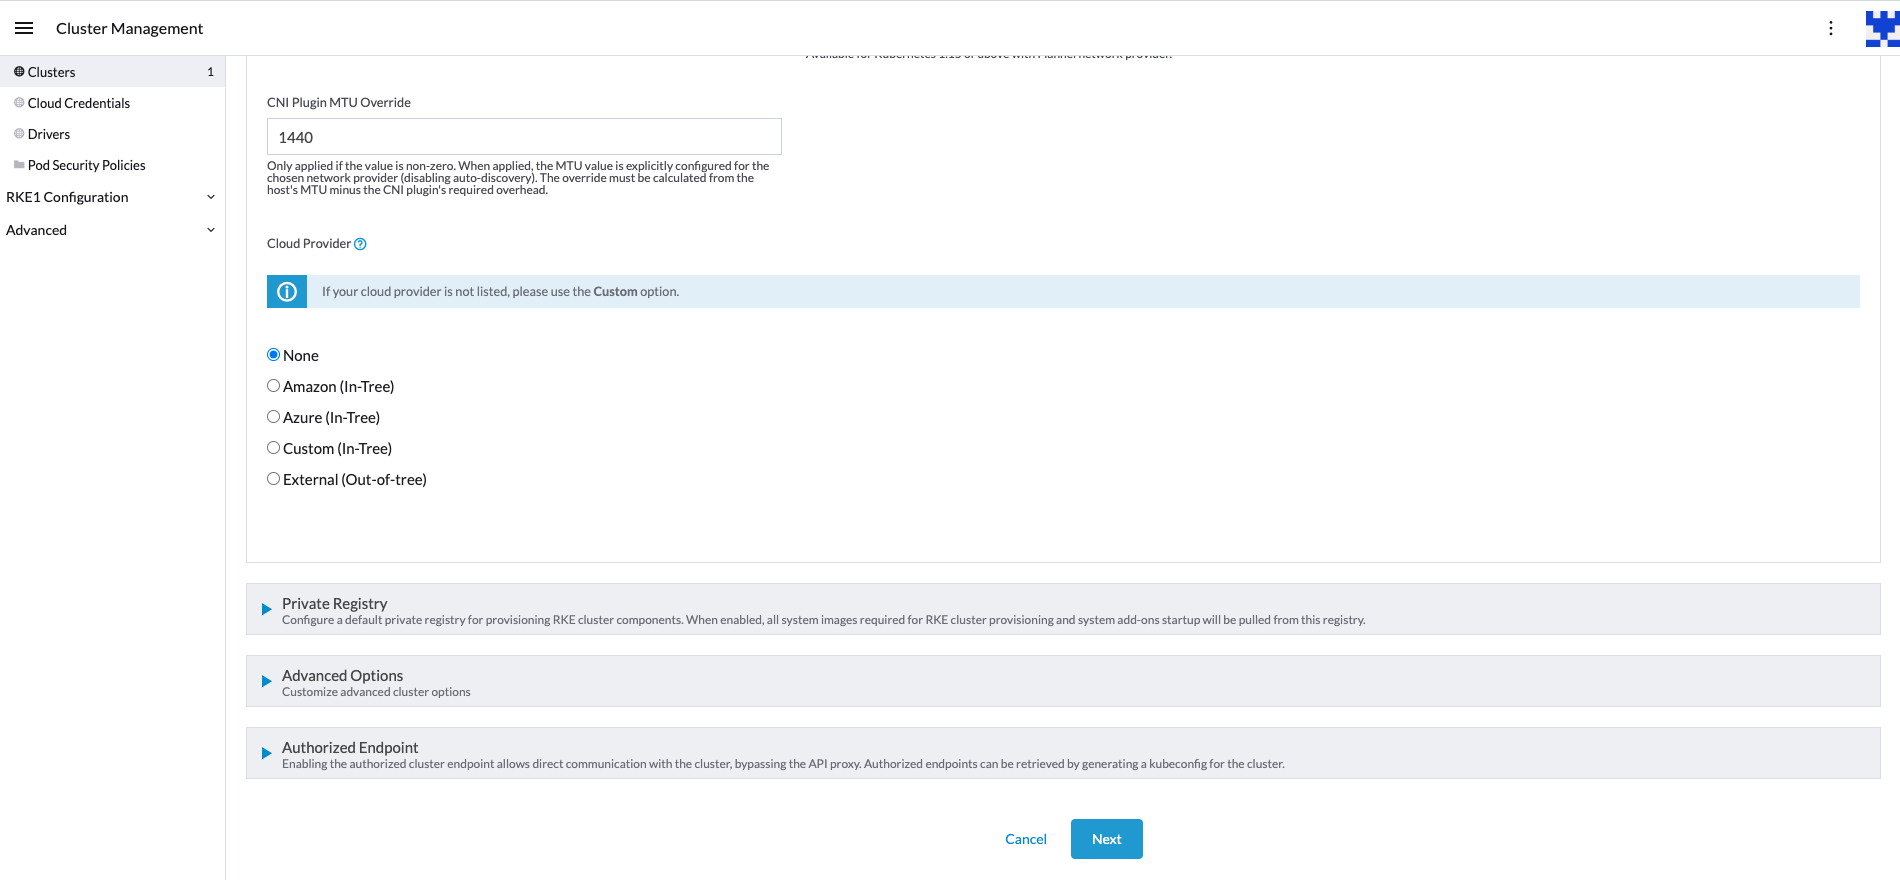 Cluster Management
Clusters 1
Cloud Credentials
Drivers
Pod Security Policies
RKE1 Configuration
Advanced
CNI Plugin MTU Override
1440
Only applied if the value is non-zero. When applied, the MTU value is explicitly configured for the
chosen network provider (disabling auto-discovery). The override must be calculated from the
host's MTU minus the CNI plugin's required overhead.
Cloud Provider
If your cloud provider is not listed, please use the Custom option.
None
Amazon (In-Tree)
Azure (In-Tree)
Custom (In-Tree)
External (Out-of-tree)
Private Registry
Configure a default private registry for provisioning RKE cluster components. When enabled, all system images required for RKE cluster provisioning and system add-ons startup will be pulled from this registry.
Advanced Options
Customize advanced cluster options
Authorized Endpoint
Enabling the authorized cluster endpoint allows direct communication with the cluster, bypassing the API proxy. Authorized endpoints can be retrieved by generating a kubeconfig for the cluster.
Cancel Next